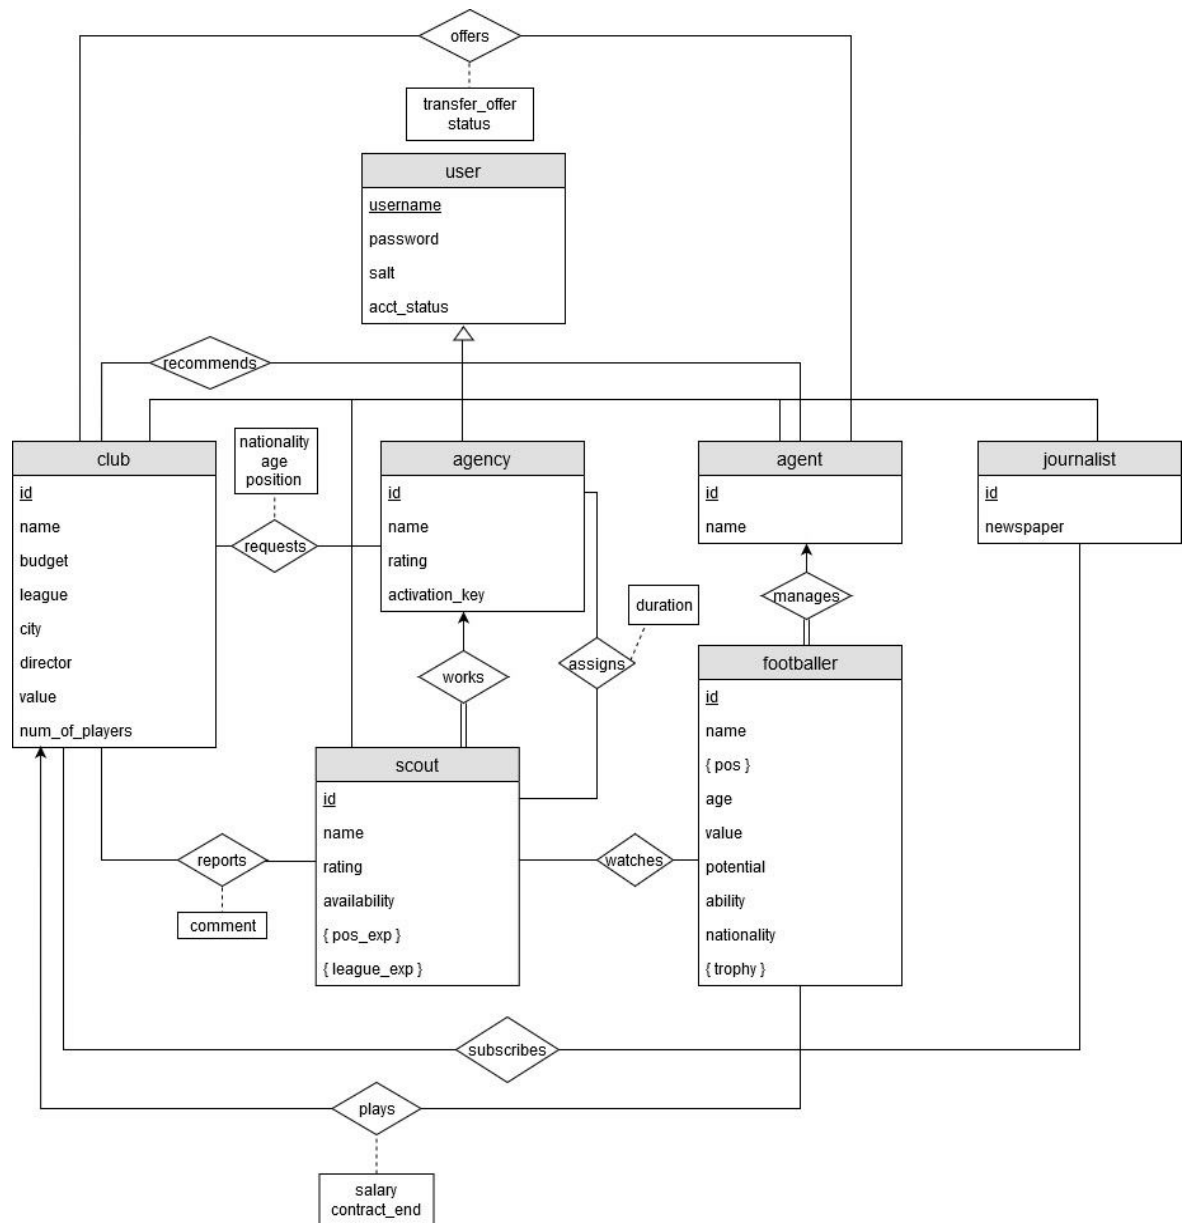 offers
transfer_offer
status
user
username
password
salt
acct_status
recommends
club
id
name
budget
league
city
director
value
num_of_players
nationality
age
position
requests
agency
id
name
rating
activation_key
agent
id
name
journalist
id
newspaper
manages
duration
assigns
works
footballer
id
name
{ pos }
age
value
potential
ability
nationality
{ trophy }
scout
id
name
rating
availability
{ pos_exp }
{ league_exp }
watches
reports
comment
subscribes
plays
salary
contract_end